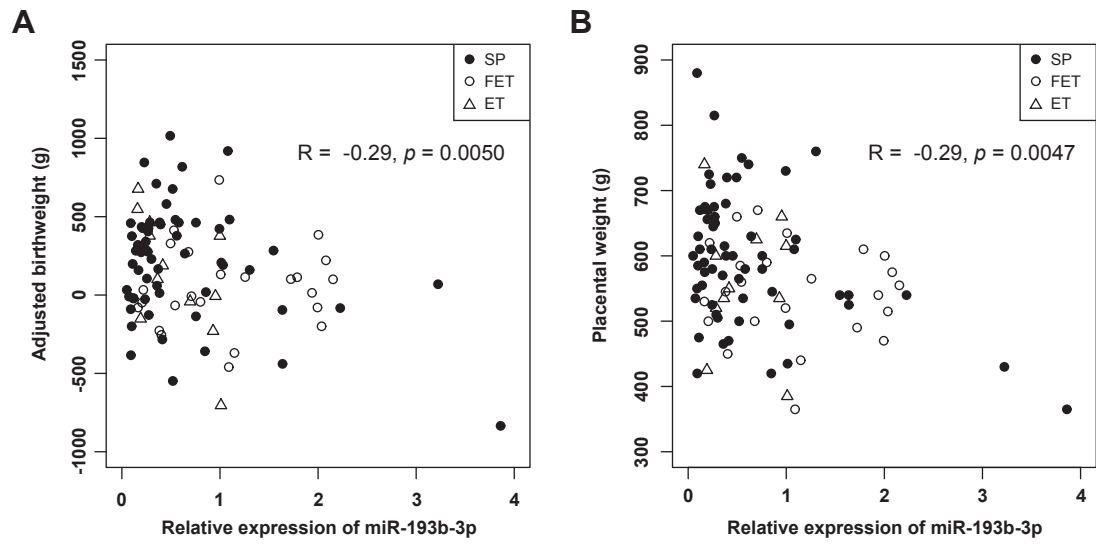 A
B
Adjusted birthweight (g)
1500
1000
500
0
-500
-1000
SP
FET
ET
R = -0.29, p = 0.0050
0 1 2 3 4
Relative expression of miR-193b-3p
Placental weight (g)
900
800
700
600
500
400
300
SP
FET
ET
R = -0.29, p = 0.0047
0 1 2 3 4
Relative expression of miR-193b-3p